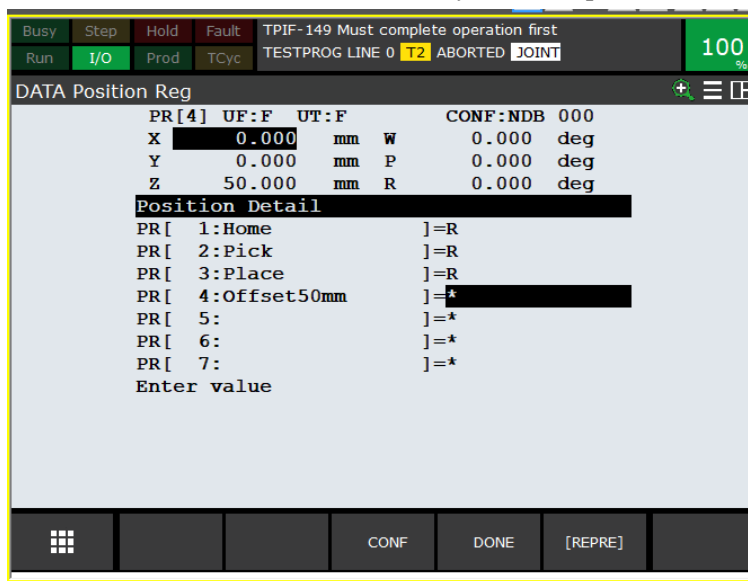 Busy Step Hold Fault TPIF-149 Must complete operation first
Run I/O Prod TCyc TESTPROG LINE 0 T2 ABORTED JOINT 100 %
DATA Position Reg
PR[4] UF:F UT:F CONF:NDB 000
X 0.000 mm W 0.000 deg
Y 0.000 mm P 0.000 deg
Z 50.000 mm R 0.000 deg
Position Detail
PR[ 1:Home ]=R
PR[ 2:Pick ]=R
PR[ 3:Place ]=R
PR[ 4:Offset50mm ]=*
PR[ 5: ]=*
PR[ 6: ]=*
PR[ 7: ]=*
Enter value
CONF DONE [REPRE]